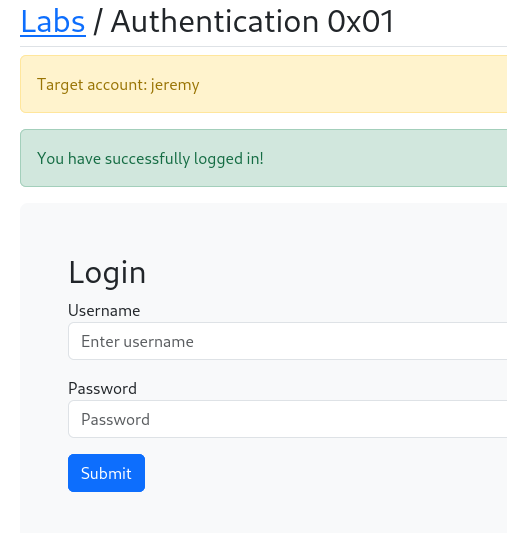 Labs / Authentication 0x01
Target account: jeremy
You have successfully logged in!
Login
Username
Enter username
Password
Password
Submit